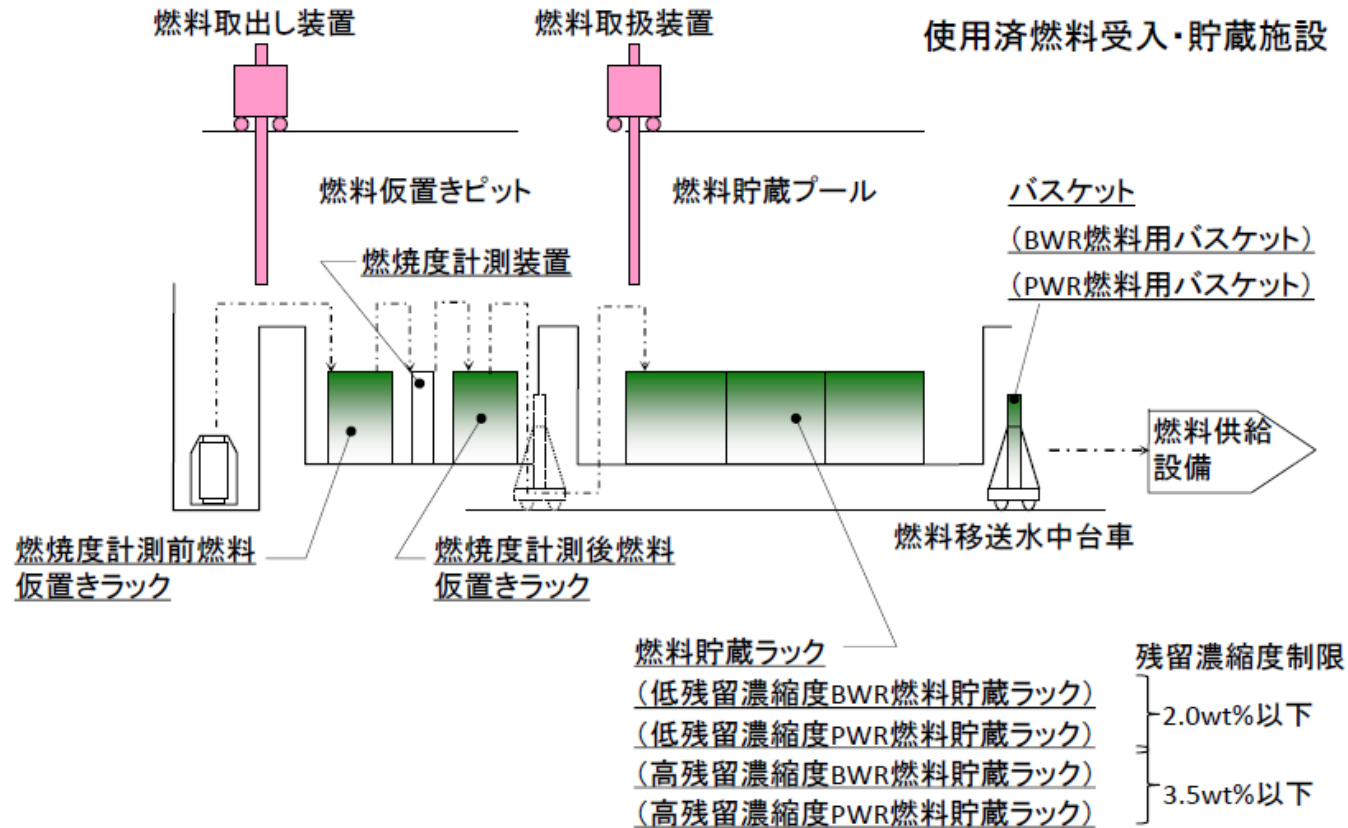 燃料取出し装置
燃料取扱装置
使用済燃料受入・貯蔵施設
燃料仮置きピット
燃料貯蔵プール
バスケット
（BWR燃料用バスケット）
（PWR燃料用バスケット）
燃焼度計測装置
燃料供給
設備
燃料移送水中台車
燃焼度計測前燃料
仮置きラック
燃焼度計測後燃料
仮置きラック
燃料貯蔵ラック
（低残留濃縮度BWR燃料貯蔵ラック）
（低残留濃縮度PWR燃料貯蔵ラック）
（高残留濃縮度BWR燃料貯蔵ラック）
（高残留濃縮度PWR燃料貯蔵ラック）
残留濃縮度制限
2.0wt%以下
3.5wt%以下